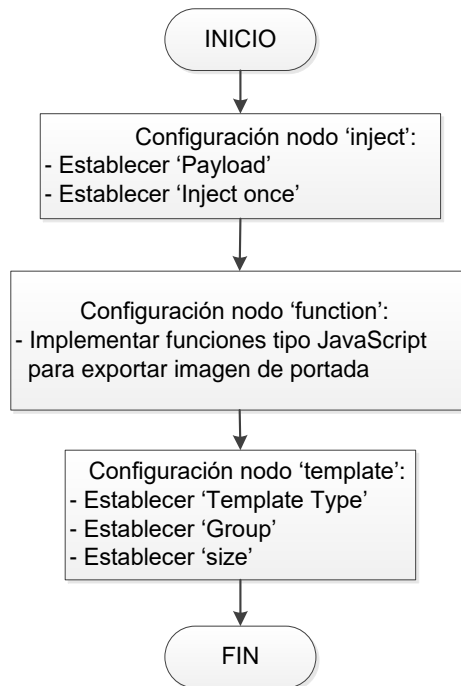 INICIO
Configuración nodo ‘inject’:
- Establecer ‘Payload’
- Establecer ‘Inject once’
Configuración nodo ‘function’:
- Implementar funciones tipo JavaScript
para exportar imagen de portada
Configuración nodo ‘template’:
- Establecer ‘Template Type’
- Establecer ‘Group’
- Establecer ‘size’
FIN